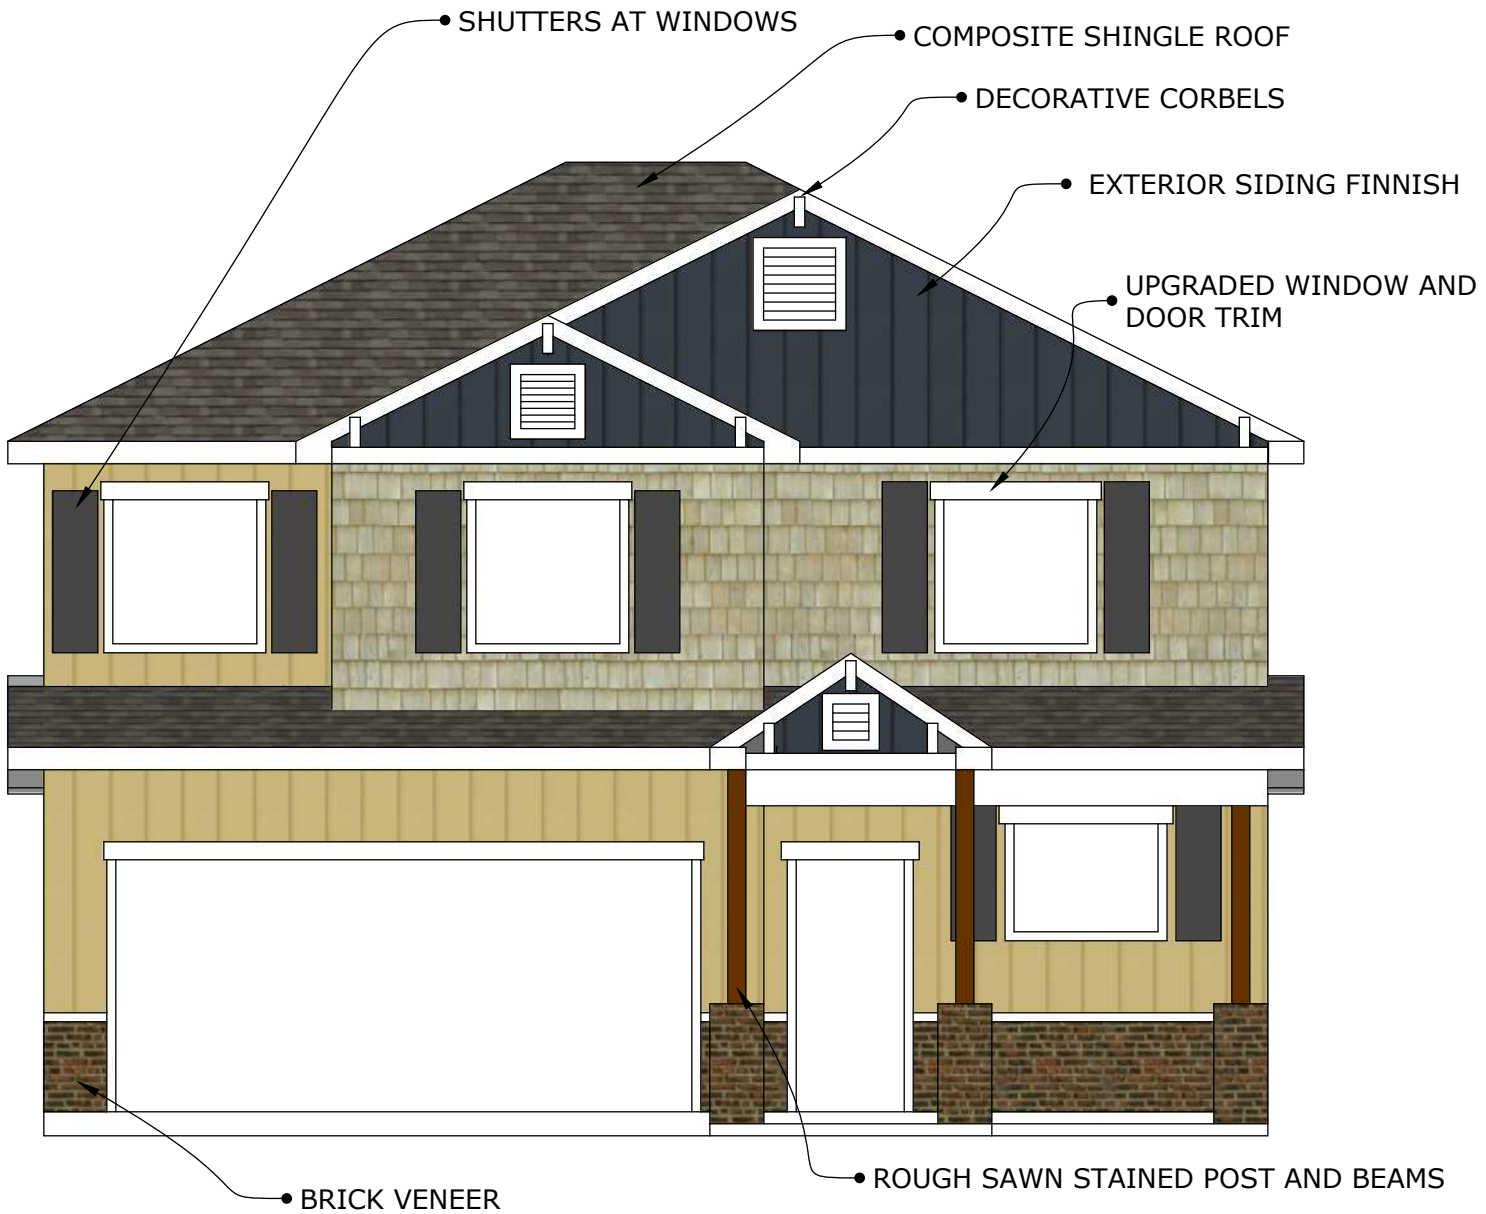 SHUTTERS AT WINDOWS
COMPOSITE SHINGLE ROOF
DECORATIVE CORBELS
EXTERIOR SIDING FINNISH
UPGRADED WINDOW AND
DOOR TRIM
ROUGH SAWN STAINED POST AND BEAMS
BRICK VENEER